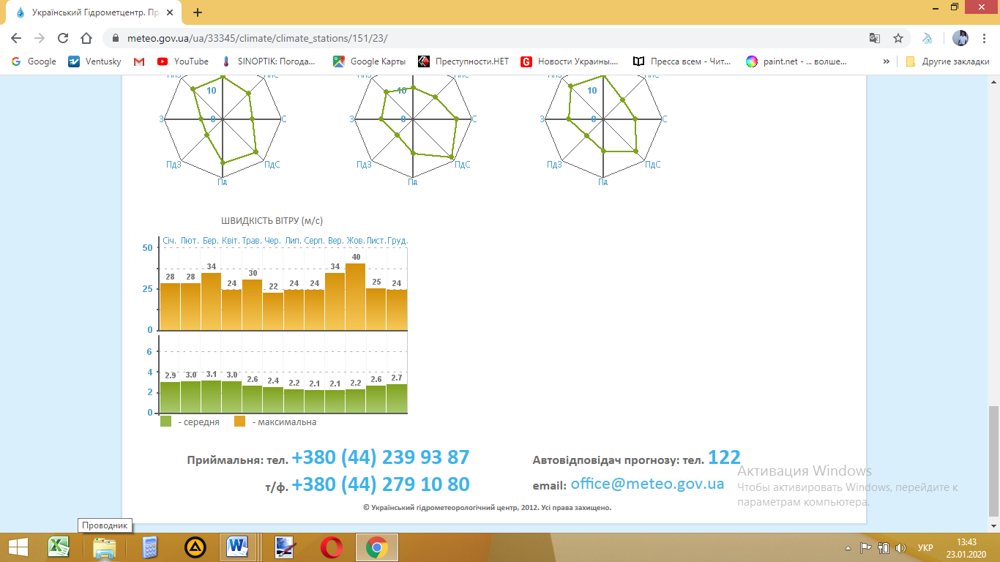 Український Гідрометцентр. Пр
meteo.gov.ua/ua/33345/climate/climate_stations/151/23/
Google Ventusky YouTube SINOPTIK: Погода... Google Карты Преступности.НЕТ Новости Украины.... Пресса всем - Чит... paint.net - ... волше... » Другие закладки
10 10
З 0 С З 0 С З 0 С
ПдЗ ПдС ПдЗ ПдС ПдЗ ПдС
Пд Пд Пд
ШВИДКІСТЬ ВІТРУ (м/с)
Січ. Лют. Бер. Квіт. Трав. Чер. Лип. Серп. Вер. Жов. Лист. Груд.
50
28 28 34 24 30 22 24 24 34 40 25 24
25
0
6
4
2.9 3.0 3.1 3.0 2.6 2.4 2.2 2.1 2.1 2.2 2.6 2.7
2
0
- середня - максимальна
Приймальня: тел. +380 (44) 239 93 87 Автовідповідач прогнозу: тел. 122
т/ф. +380 (44) 279 10 80 email: office@meteo.gov.ua
© Український гідрометеорологічний центр, 2012. Усі права захищено.
Активация Windows
Чтобы активировать Windows, перейдите к
параметрам компьютера.
Проводник
УКР 13:43
23.01.2020